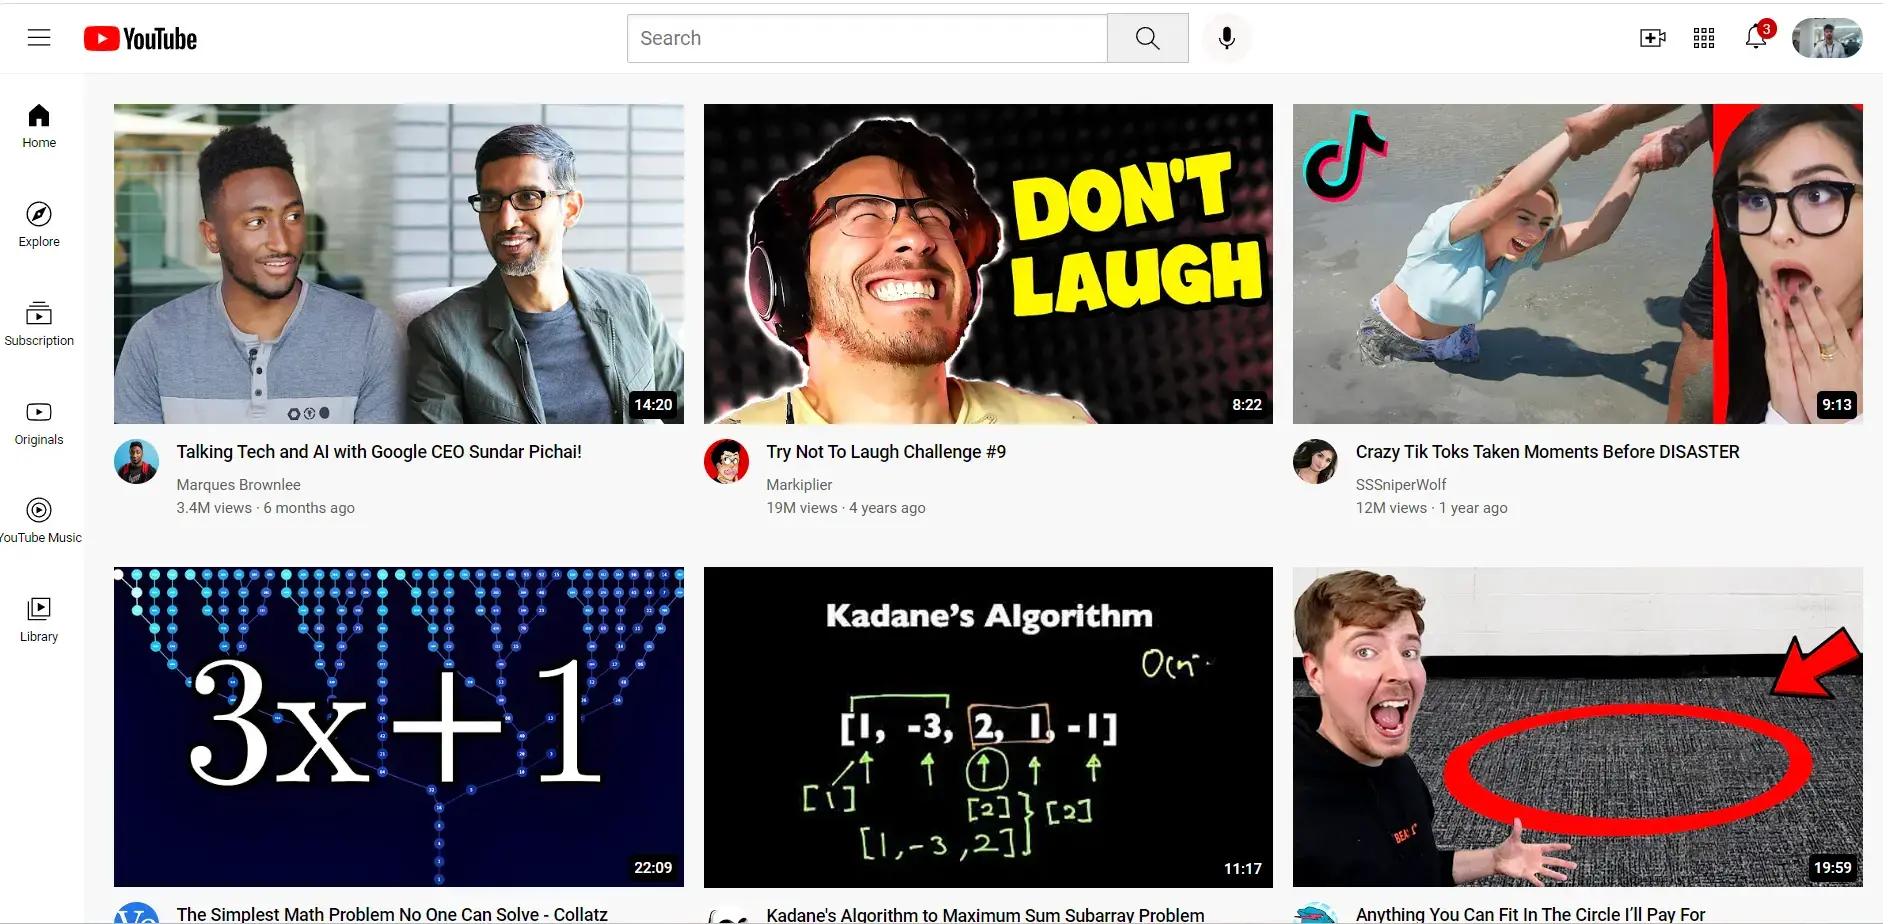 YouTube
Search
3
Home
Explore
Subscription
Originals
YouTube Music
Library
14:20
DON'T
LAUGH
8:22
9:13
Talking Tech and AI with Google CEO Sundar Pichai!
Marques Brownlee
3.4M views · 6 months ago
Try Not To Laugh Challenge #9
Markiplier
19M views · 4 years ago
Crazy Tik Toks Taken Moments Before DISASTER
SSSniperWolf
12M views · 1 year ago
3x+1
22:09
Kadane's Algorithm
[1, -3, 2, 1, -1]
[1]
[2]
[2]
[1,-3,2]
11:17
19:59
The Simplest Math Problem No One Can Solve - Collatz
Kadane's Algorithm to Maximum Sum Subarray Problem
Anything You Can Fit In The Circle I'll Pay For